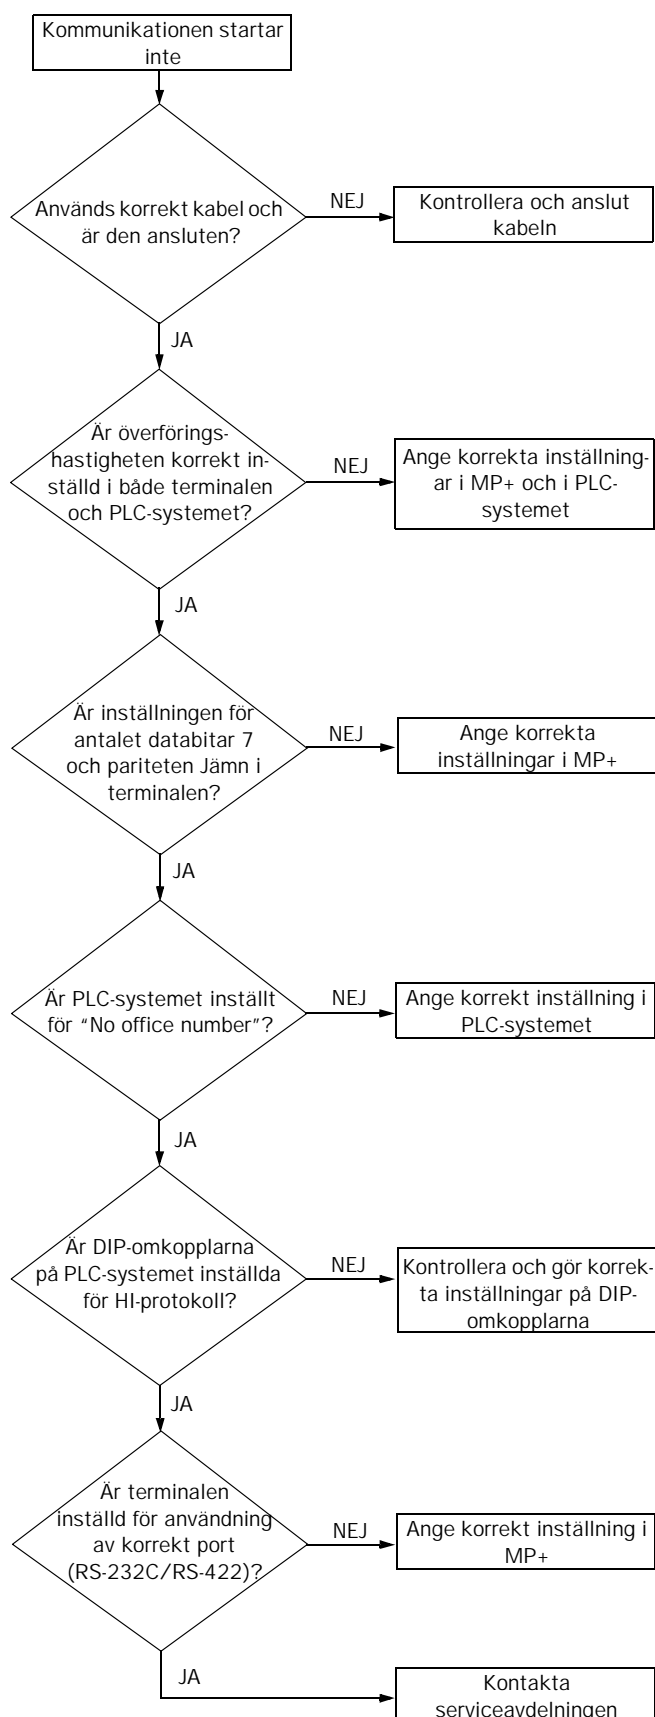 Kommunikationen startar
inte
Används korrekt kabel och
är den ansluten?
NEJ
Kontrollera och anslut
kabeln
JA
Är överförings-
hastigheten korrekt in-
ställd i både terminalen
och PLC-systemet?
NEJ
Ange korrekta inställning-
ar i MP+ och i PLC-
systemet
JA
Är inställningen för
antalet databitar 7
och pariteten Jämn i
terminalen?
NEJ
Ange korrekta
inställningar i MP+
JA
Är PLC-systemet inställt
för “No office number”?
NEJ
Ange korrekt inställning i
PLC-systemet
JA
Är DIP-omkopplarna
på PLC-systemet inställda
för HI-protokoll?
NEJ
Kontrollera och gör korrek-
ta inställningar på DIP-
omkopplarna
JA
Är terminalen
inställd för användning
av korrekt port
(RS-232C/RS-422)?
NEJ
Ange korrekt inställning i
MP+
JA
Kontakta
serviceavdelningen